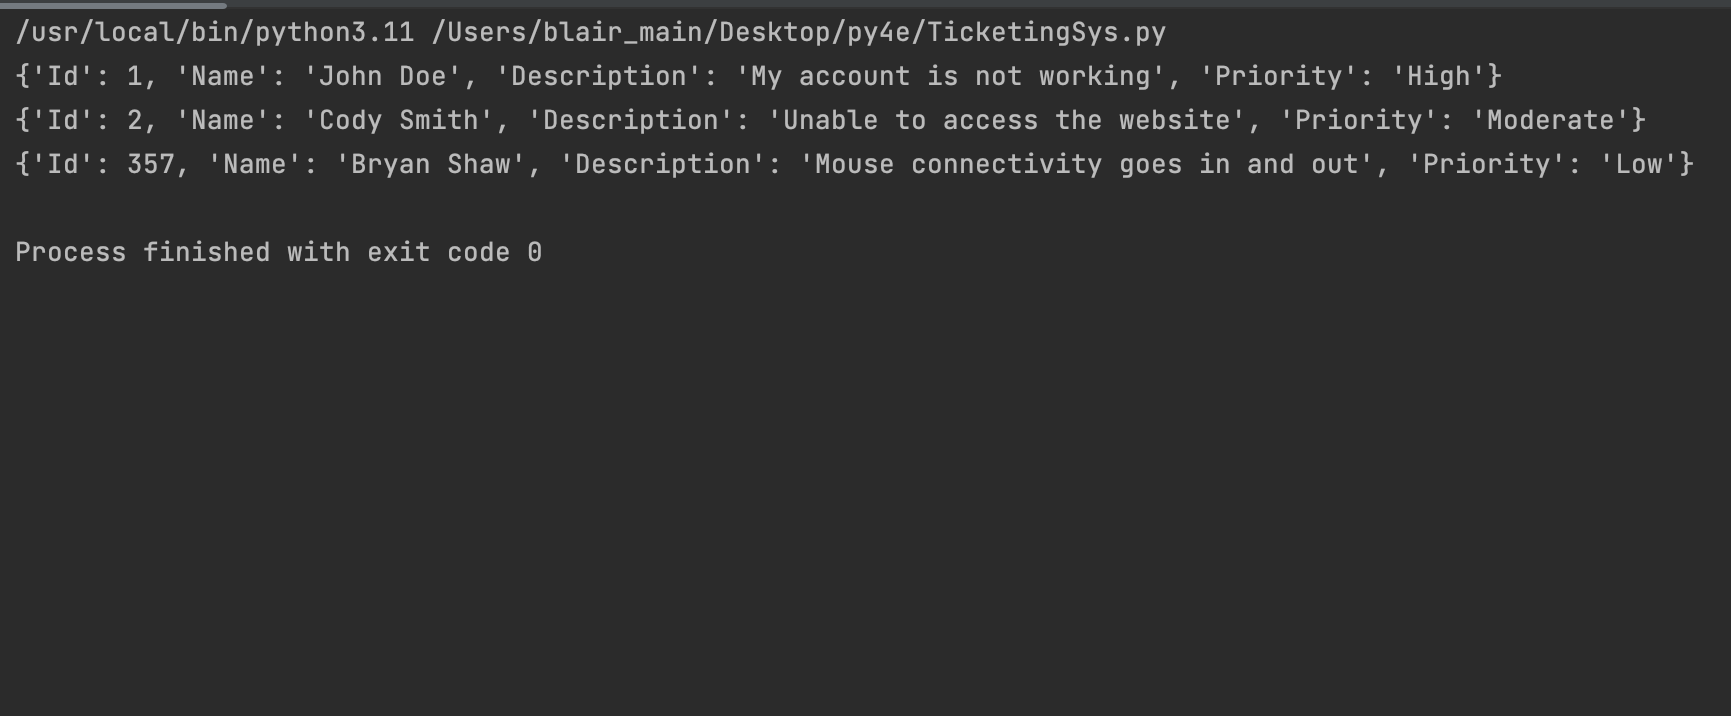 /usr/local/bin/python3.11 /Users/blair_main/Desktop/py4e/TicketingSys.py
{'Id': 1, 'Name': 'John Doe', 'Description': 'My account is not working', 'Priority': 'High'}
{'Id': 2, 'Name': 'Cody Smith', 'Description': 'Unable to access the website', 'Priority': 'Moderate'}
{'Id': 357, 'Name': 'Bryan Shaw', 'Description': 'Mouse connectivity goes in and out', 'Priority': 'Low'}
Process finished with exit code 0